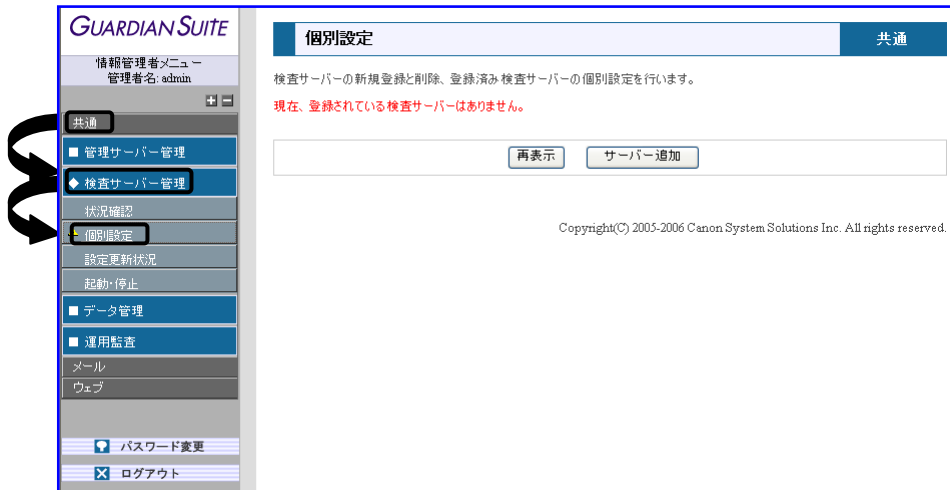 GUARDIAN SUITE
情報管理者メニュー
管理者名: admin
共通
■ 管理サーバー管理
◆ 検査サーバー管理
状況確認
個別設定
設定更新状況
起動・停止
■ データ管理
■ 運用監査
メール
ウェブ
パスワード変更
ログアウト
個別設定
共通
検査サーバーの新規登録と削除、登録済み検査サーバーの個別設定を行います。
現在、登録されている検査サーバーはありません。
再表示
サーバー追加
Copyright(C) 2005-2006 Canon System Solutions Inc. All rights reserved.